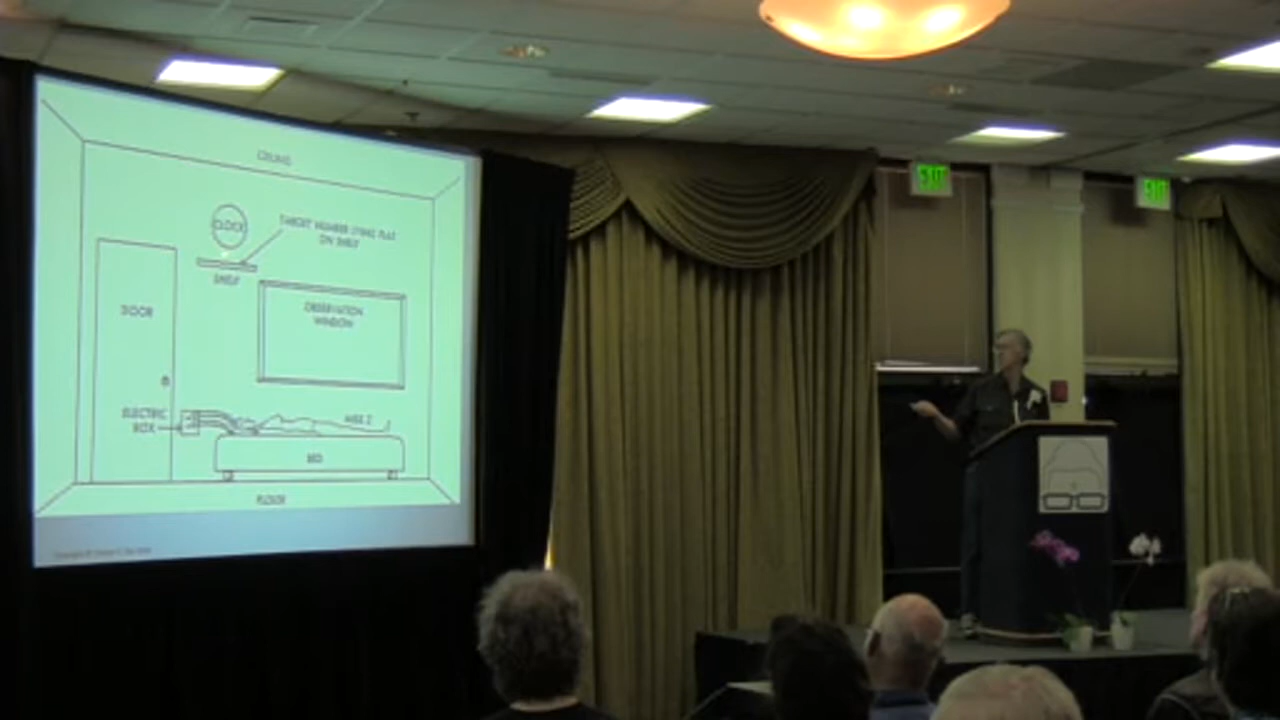 CEILING
CLOCK
TARGET NUMBER LYING FLAT
ON SHELF
SHELF
OBSERVATION
WINDOW
DOOR
ELECTRIC
BOX
MISS Z
BED
FLOOR
EXIT
EXIT